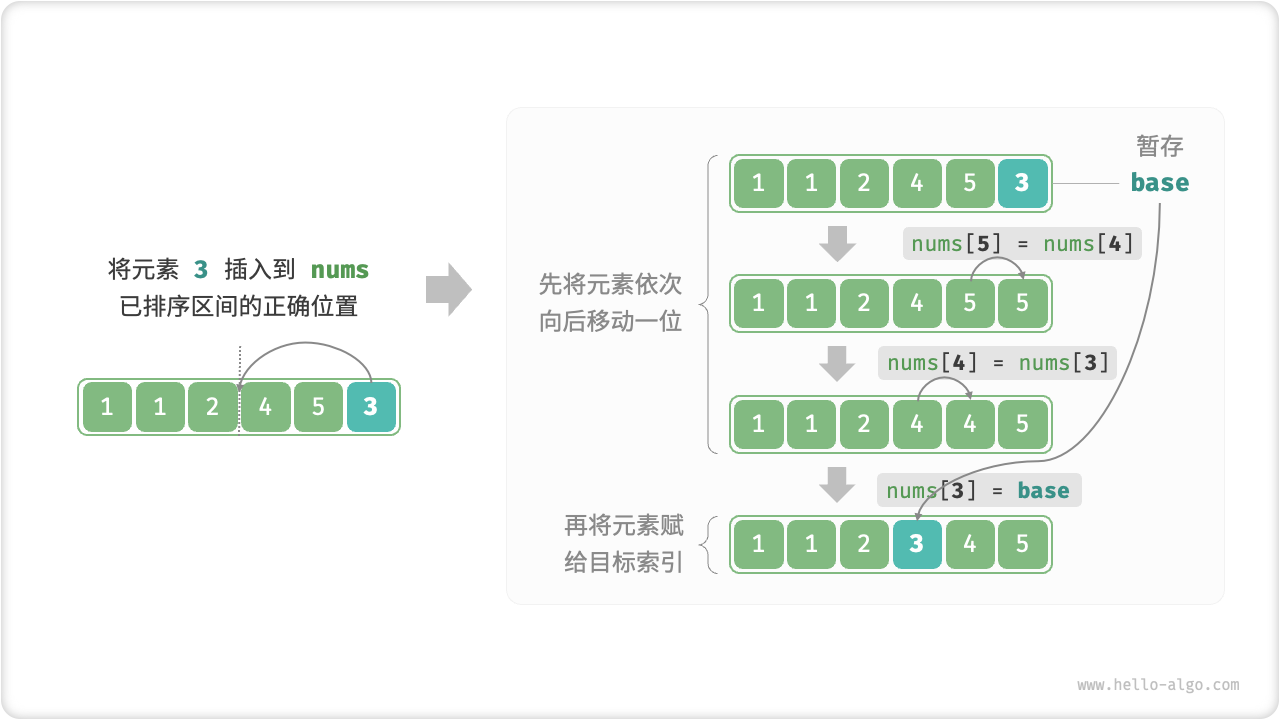 将元素 3 插入到 nums
已排序区间的正确位置
1 1 2 4 5 3
暂存
base
1 1 2 4 5 3
nums[5] = nums[4]
先将元素依次
向后移动一位
1 1 2 4 5 5
nums[4] = nums[3]
1 1 2 4 4 5
nums[3] = base
再将元素赋
给目标索引
1 1 2 3 4 5
www.hello-algo.com